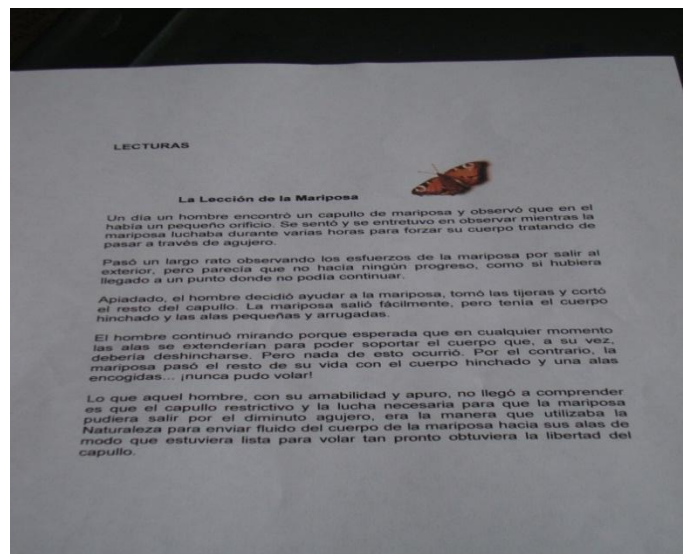 LECTURAS
La Lección de la Mariposa
Un día un hombre encontró un capullo de mariposa y observó que en el
había un pequeño orificio. Se sentó y se entretuvo en observar mientras la
mariposa luchaba durante varias horas para forzar su cuerpo tratando de
pasar a través de agujero.
Pasó un largo rato observando los esfuerzos de la mariposa por salir al
exterior, pero parecía que no hacía ningún progreso, como si hubiera
llegado a un punto donde no podía continuar.
Apiadado, el hombre decidió ayudar a la mariposa, tomó las tijeras y cortó
el resto del capullo. La mariposa salió fácilmente, pero tenía el cuerpo
hinchado y las alas pequeñas y arrugadas.
El hombre continuó mirando porque esperada que en cualquier momento
las alas se extenderían para poder soportar el cuerpo que, a su vez,
debería deshincharse. Pero nada de esto ocurrió. Por el contrario, la
mariposa pasó el resto de su vida con el cuerpo hinchado y una alas
encogidas... ¡nunca pudo volar!
Lo que aquel hombre, con su amabilidad y apuro, no llegó a comprender
es que el capullo restrictivo y la lucha necesaria para que la mariposa
pudiera salir por el diminuto agujero, era la manera que utilizaba la
Naturaleza para enviar fluido del cuerpo de la mariposa hacia sus alas de
modo que estuviera lista para volar tan pronto obtuviera la libertad del
capullo.